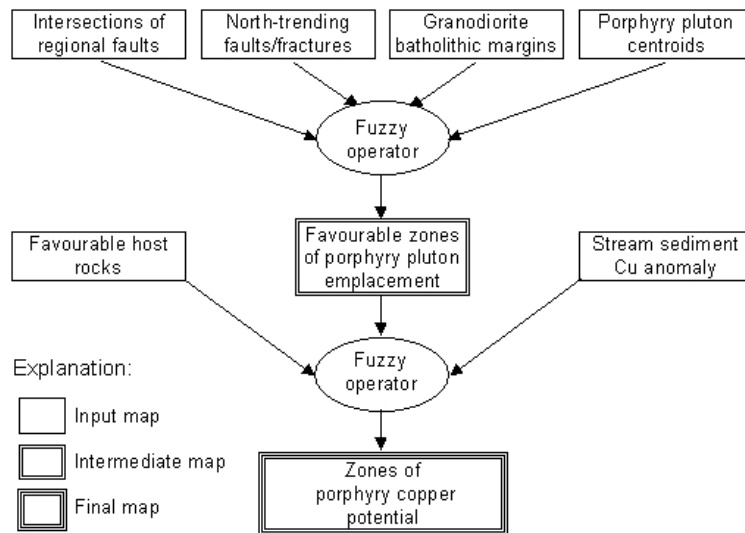 Intersections of
regional faults
North-trending
faults/fractures
Granodiorite
batholithic margins
Porphyry pluton
centroids
Fuzzy
operator
Favourable host
rocks
Favourable zones
of porphyry pluton
emplacement
Stream sediment
Cu anomaly
Fuzzy
operator
Explanation:
Input map
Intermediate map
Final map
Zones of
porphyry copper
potential